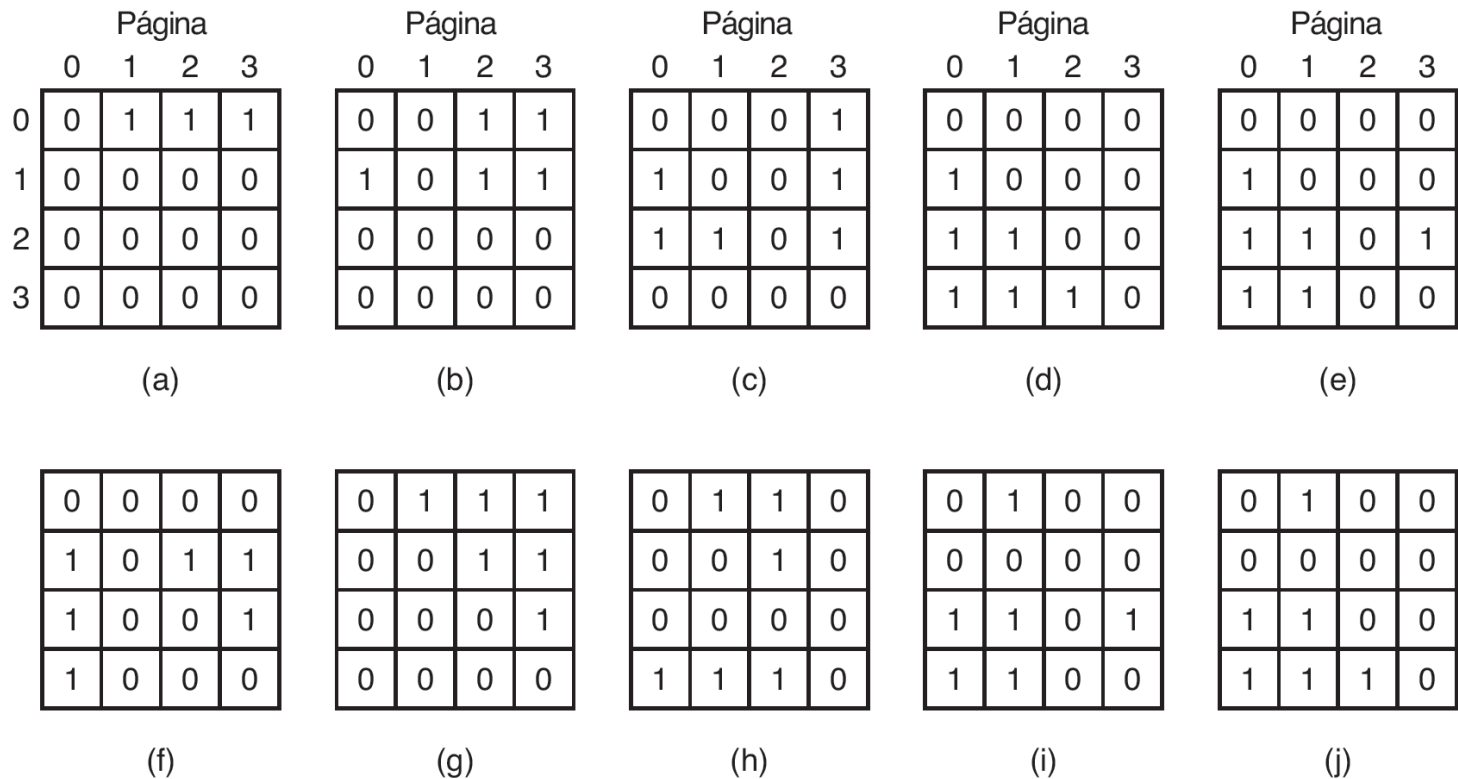 Página Página Página Página Página
0 1 2 3 0 1 2 3 0 1 2 3 0 1 2 3 0 1 2 3
0 0 1 1 1 0 0 1 1 0 0 0 1 0 0 0 0 0 0 0 0
1 0 0 0 0 1 0 1 1 1 0 0 1 1 0 0 0 1 0 0 0
2 0 0 0 0 0 0 0 0 1 1 0 1 1 1 0 0 1 1 0 1
3 0 0 0 0 0 0 0 0 0 0 0 0 1 1 1 0 1 1 0 0
(a) (b) (c) (d) (e)
0 0 0 0 0 1 1 1 0 1 1 0 0 1 0 0 0 1 0 0
1 0 1 1 0 0 1 1 0 0 1 0 0 0 0 0 0 0 0 0
1 0 0 1 0 0 0 1 0 0 0 0 1 1 0 1 1 1 0 0
1 0 0 0 0 0 0 0 1 1 1 0 1 1 0 0 1 1 1 0
(f) (g) (h) (i) (j)